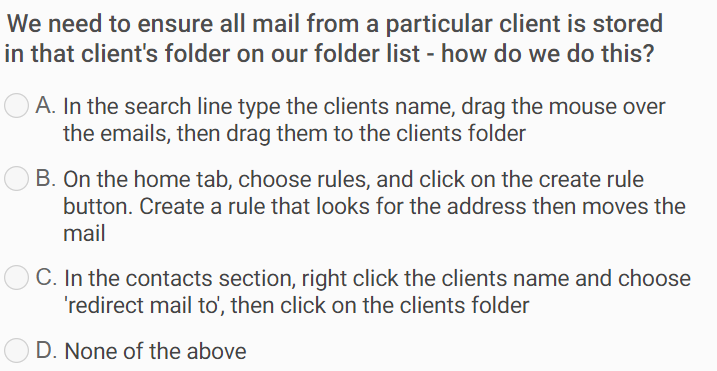 We need to ensure all mail from a particular client is stored
in that client's folder on our folder list - how do we do this?
A. In the search line type the clients name, drag the mouse over
the emails, then drag them to the clients folder
B. On the home tab, choose rules, and click on the create rule
button. Create a rule that looks for the address then moves the
mail
C. In the contacts section, right click the clients name and choose
'redirect mail to', then click on the clients folder
D. None of the above